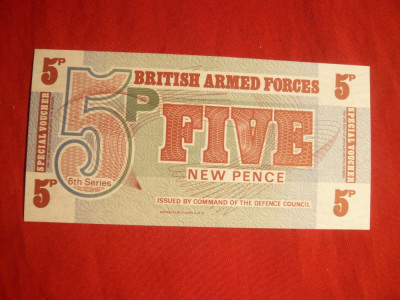 5P BRITISH ARMED FORCES 5P
5P FIVE
SPECIAL VOUCHER
SPECIAL VOUCHER
6th Series
NEW PENCE
5P ISSUED BY COMMAND OF THE DEFENCE COUNCIL 5P